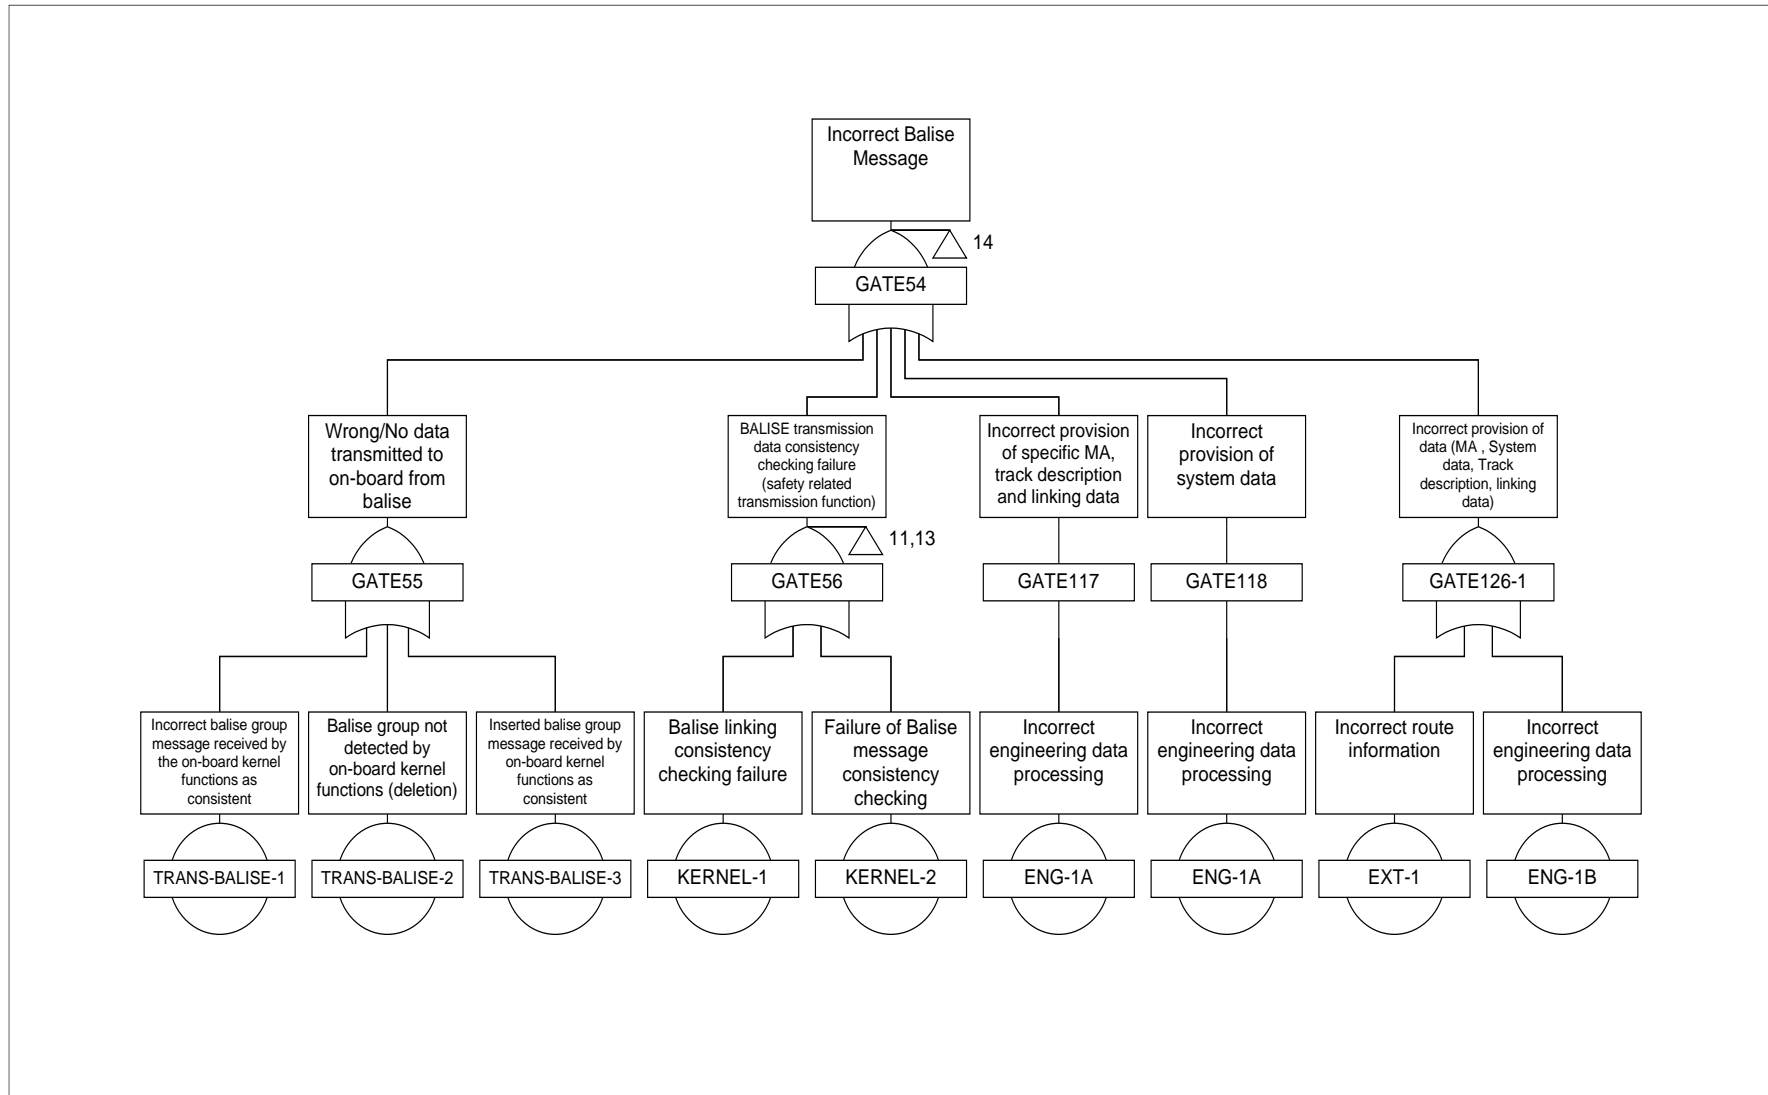 Incorrect Balise
Message
14
GATE54
Wrong/No data
transmitted to
on-board from
balise
BALISE transmission
data consistency
checking failure
(safety related
transmission function)
Incorrect provision
of specific MA,
track description
and linking data
Incorrect
provision of
system data
Incorrect provision of
data (MA , System
data, Track
description, linking
data)
11,13
GATE55
GATE56
GATE117
GATE118
GATE126-1
Incorrect balise group
message received by
the on-board kernel
functions as
consistent
Balise group not
detected by
on-board kernel
functions (deletion)
Inserted balise group
message received by
on-board kernel
functions as
consistent
Balise linking
consistency
checking failure
Failure of Balise
message
consistency
checking
Incorrect
engineering data
processing
Incorrect
engineering data
processing
Incorrect route
information
Incorrect
engineering data
processing
TRANS-BALISE-1
TRANS-BALISE-2
TRANS-BALISE-3
KERNEL-1
KERNEL-2
ENG-1A
ENG-1A
EXT-1
ENG-1B